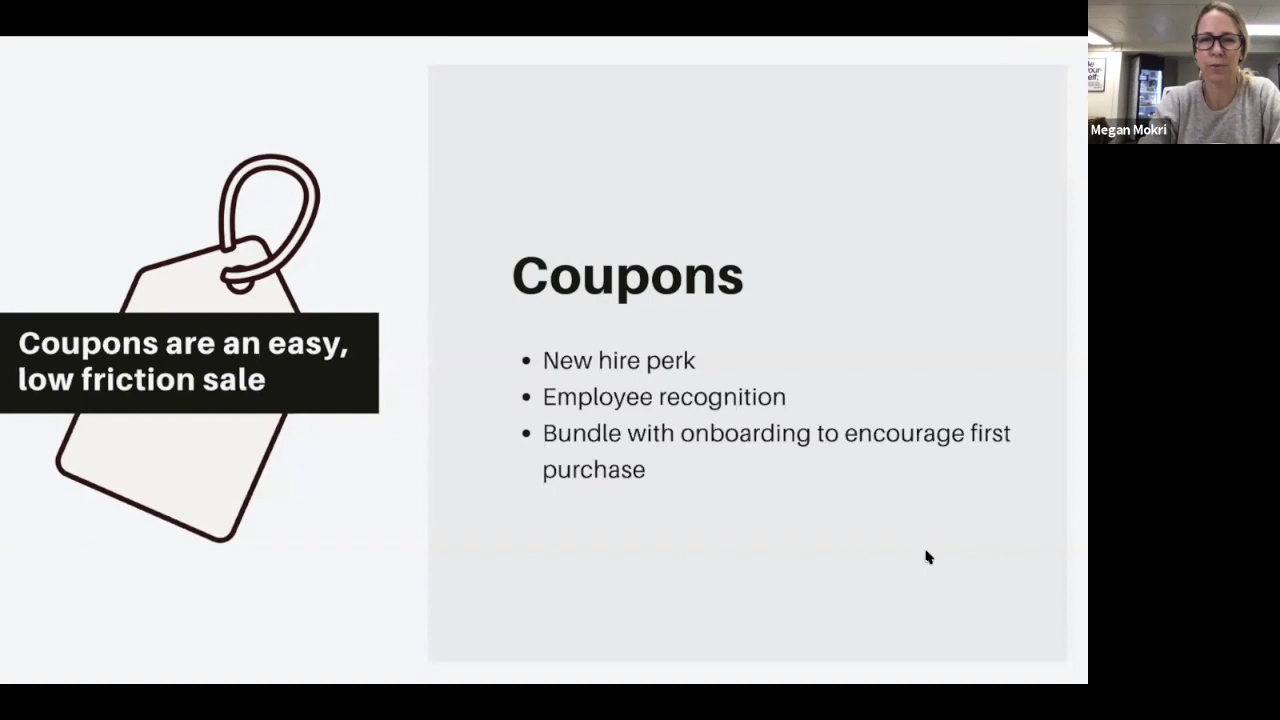 Coupons are an easy,
low friction sale
Coupons
• New hire perk
• Employee recognition
• Bundle with onboarding to encourage first
purchase
Megan Mokri